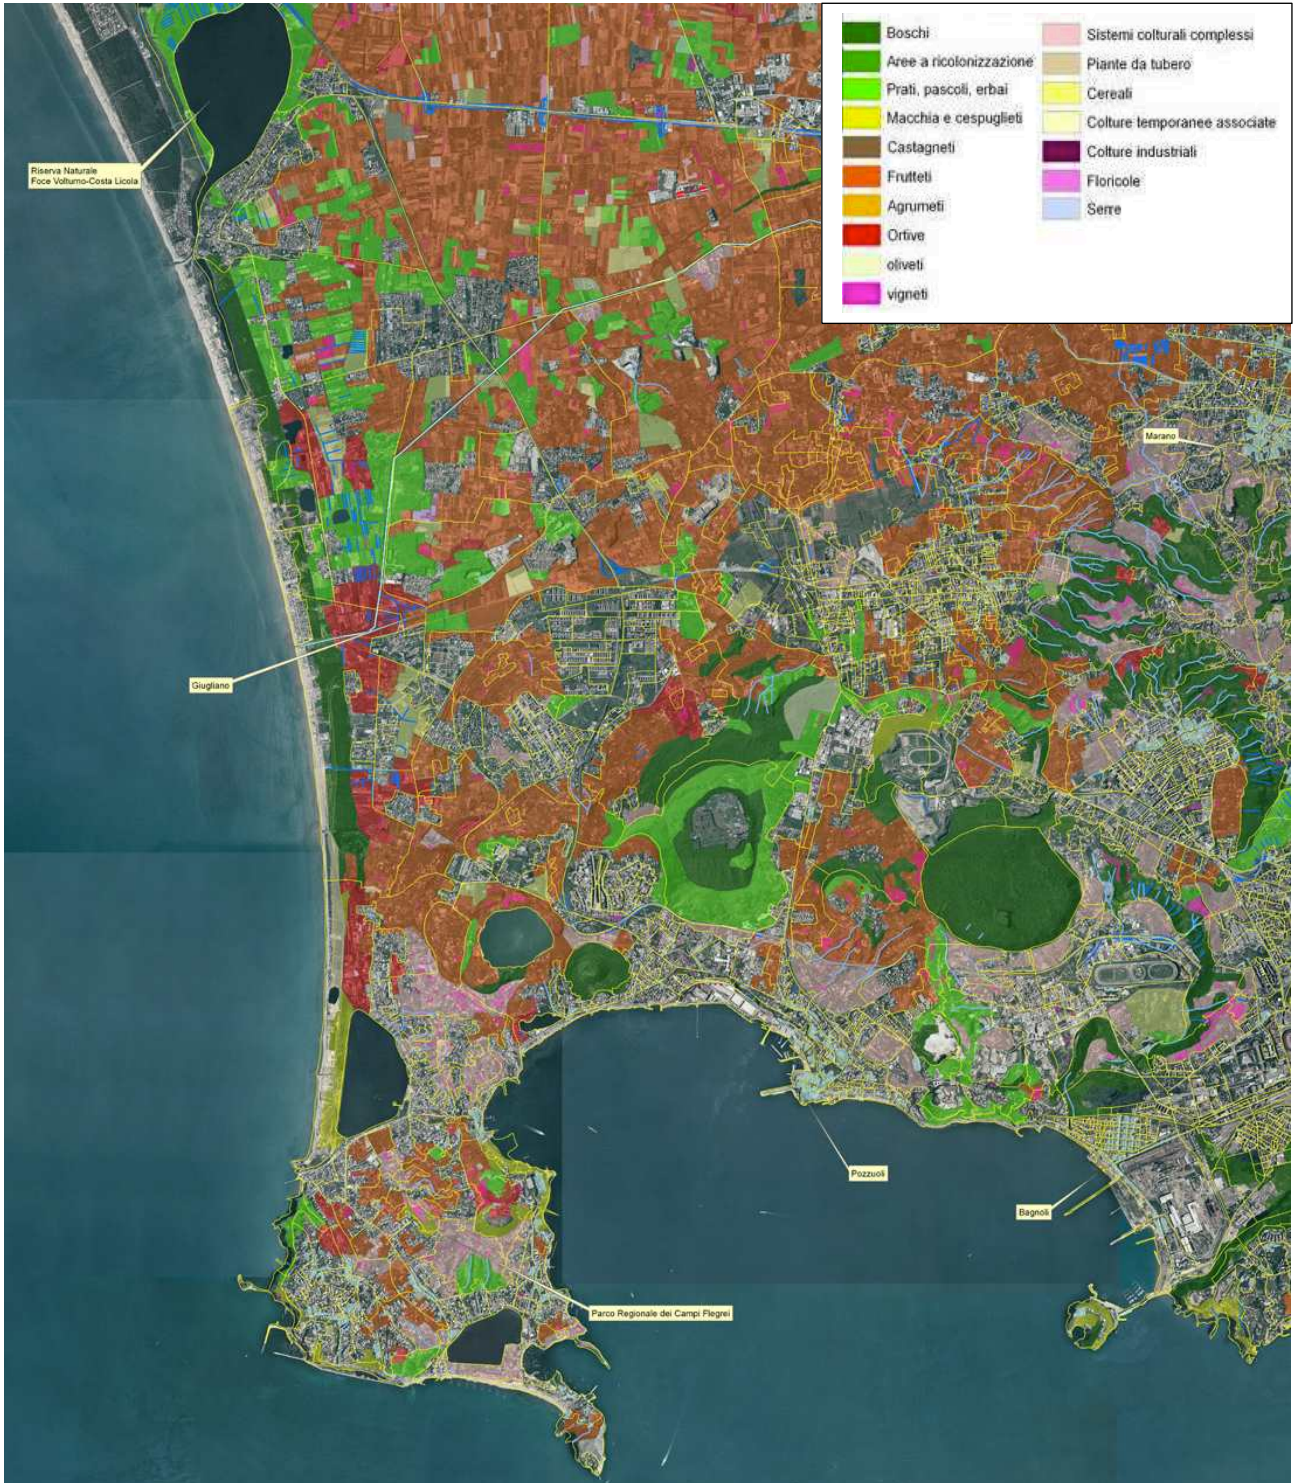 Boschi
Aree a ricolonizzazione
Prati, pascoli, erbai
Macchia e cespuglieti
Castagneti
Frutteti
Agrumeti
Ortive
oliveti
vigneti
Sistemi colturali complessi
Piante da tubero
Cereali
Colture temporanee associate
Colture industriali
Floricole
Serre
Riserva Naturale
Foce Volturno-Costa Licola
Marano
Giugliano
Pozzuoli
Bagnoli
Parco Regionale dei Campi Flegrei